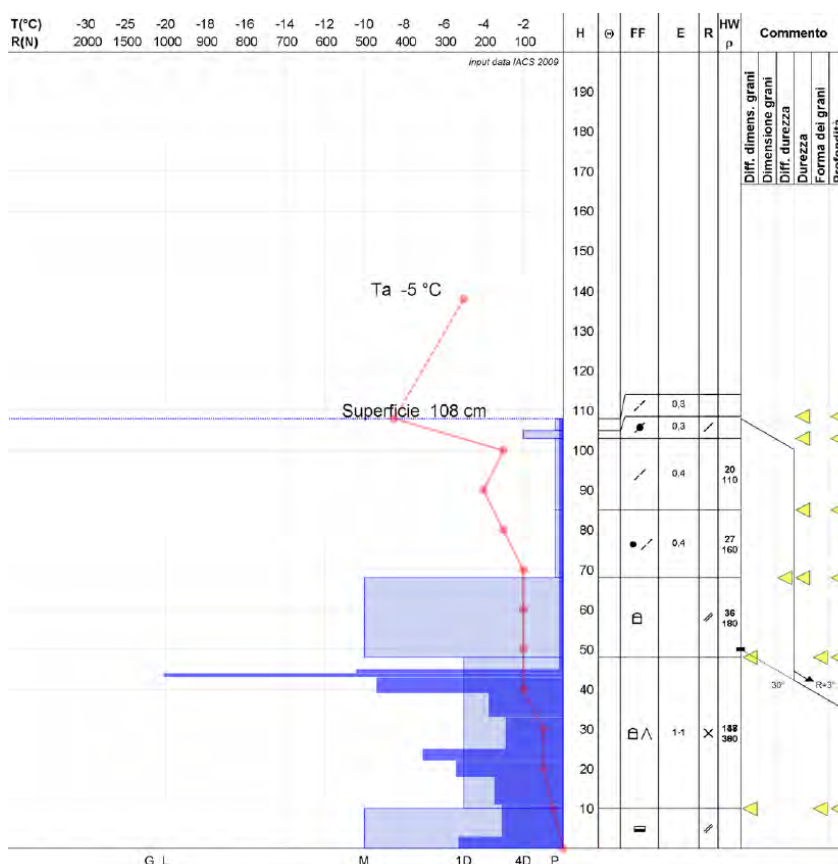 T(°C) -30 -28 -26 -24 -20 -18 -16 -14 -12 -10 -8 -6 -4 -2 H Θ FF E R HW Commento
R(N) 2000 1500 1000 900 800 700 600 500 400 300 200 100 ρ
input data IACS 2009
Diff. dimens. grani
Dimensione grani
Diff. durezza
Durezza
Forma dei grani
Profondità
190
180
170
160
150
Ta -5 °C
140
130
120
0,3
110
Superficie 108 cm
0,3
100
20
0,4
110
90
80
27
0,4
160
70
60
36
180
50
40
30° R+3°
30
1-1
20
10
G L M 1D 4D P